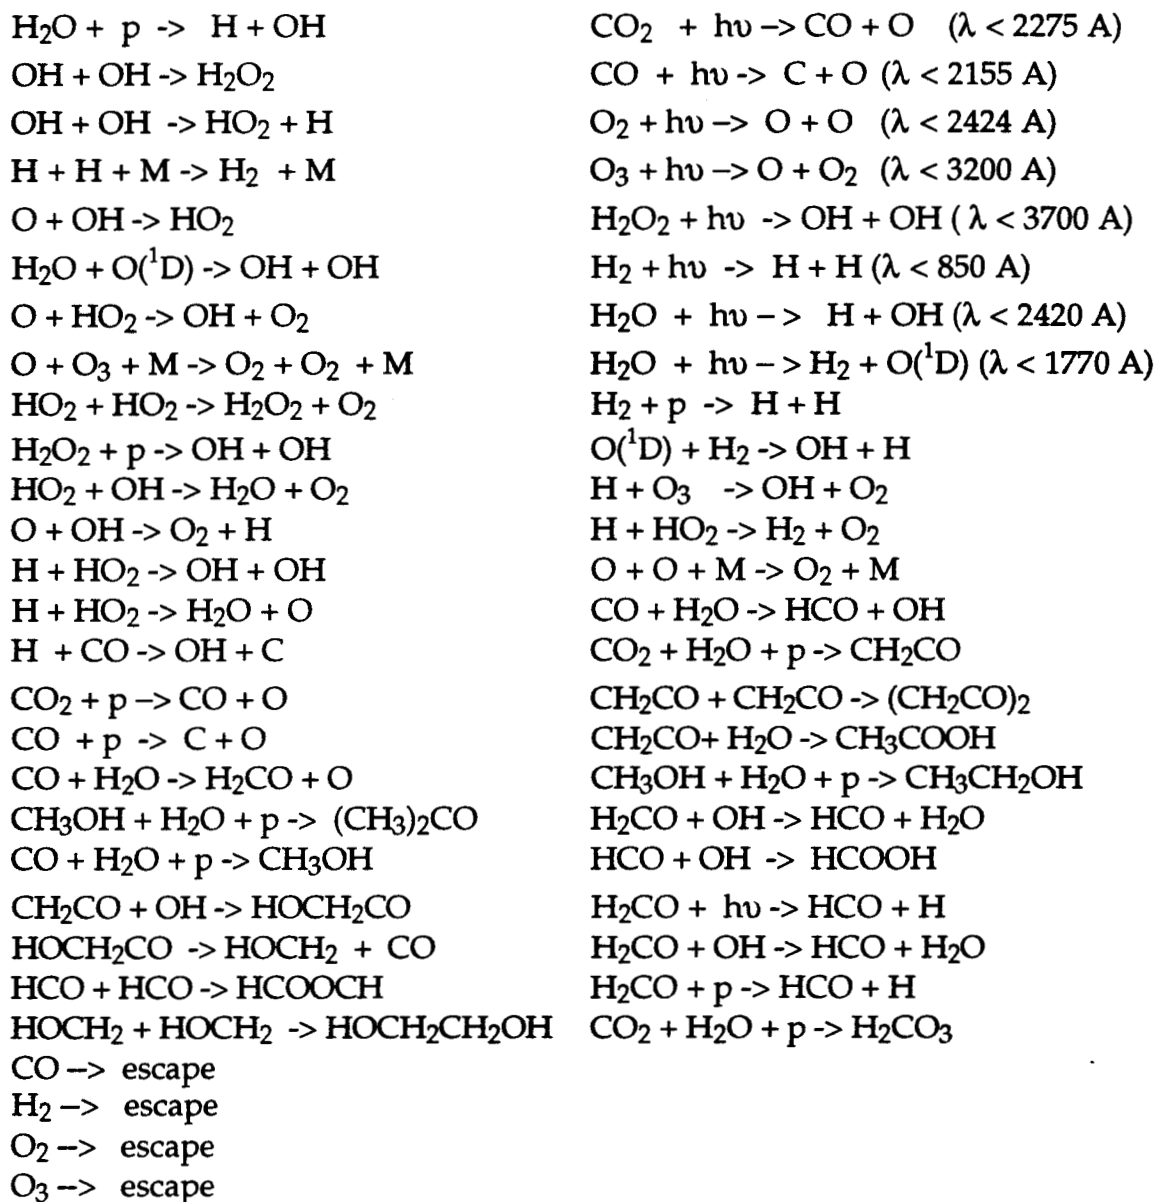 H₂O + p -> H + OH
OH + OH -> H₂O₂
OH + OH -> HO₂ + H
H + H + M -> H₂ + M
O + OH -> HO₂
H₂O + O(¹D) -> OH + OH
O + HO₂ -> OH + O₂
O + O₃ + M -> O₂ + O₂ + M
HO₂ + HO₂ -> H₂O₂ + O₂
H₂O₂ + p -> OH + OH
HO₂ + OH -> H₂O + O₂
O + OH -> O₂ + H
H + HO₂ -> OH + OH
H + HO₂ -> H₂O + O
H + CO -> OH + C
CO₂ + p –> CO + O
CO + p -> C + O
CO + H₂O -> H₂CO + O
CH₃OH + H₂O + p -> (CH₃)₂CO
CO + H₂O + p -> CH₃OH
CH₂CO + OH -> HOCH₂CO
HOCH₂CO -> HOCH₂ + CO
HCO + HCO -> HCOOCH
HOCH₂ + HOCH₂ -> HOCH₂CH₂OH
CO –> escape
H₂ –> escape
O₂ –> escape
O₃ –> escape
CO₂ + hυ –> CO + O (λ < 2275 A)
CO + hυ -> C + O (λ < 2155 A)
O₂ + hυ –> O + O (λ < 2424 A)
O₃ + hυ –> O + O₂ (λ < 3200 A)
H₂O₂ + hυ -> OH + OH ( λ < 3700 A)
H₂ + hυ -> H + H (λ < 850 A)
H₂O + hυ – > H + OH (λ < 2420 A)
H₂O + hυ – > H₂ + O(¹D) (λ < 1770 A)
H₂ + p -> H + H
O(¹D) + H₂ -> OH + H
H + O₃ -> OH + O₂
H + HO₂ -> H₂ + O₂
O + O + M -> O₂ + M
CO + H₂O -> HCO + OH
CO₂ + H₂O + p -> CH₂CO
CH₂CO + CH₂CO -> (CH₂CO)₂
CH₂CO+ H₂O -> CH₃COOH
CH₃OH + H₂O + p -> CH₃CH₂OH
H₂CO + OH -> HCO + H₂O
HCO + OH -> HCOOH
H₂CO + hυ -> HCO + H
H₂CO + OH -> HCO + H₂O
H₂CO + p -> HCO + H
CO₂ + H₂O + p -> H₂CO₃